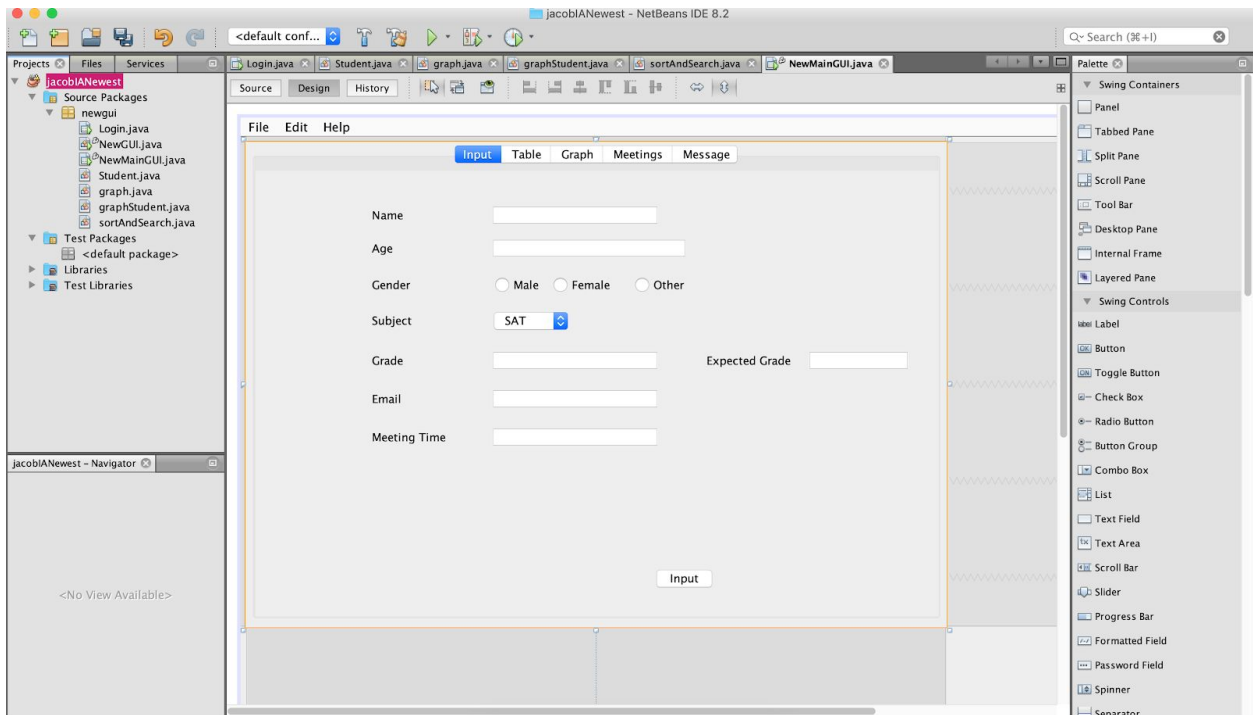 jacobIANewest - NetBeans IDE 8.2
<default conf...
Search (⌘+I)
Projects Files Services
Login.java Student.java graph.java graphStudent.java sortAndSearch.java NewMainGUI.java
Palette
jacobIANewest
Source Packages
newgui
Login.java
NewGUI.java
NewMainGUI.java
Student.java
graph.java
graphStudent.java
sortAndSearch.java
Test Packages
<default package>
Libraries
Test Libraries
jacobIANewest - Navigator
<No View Available>
Source Design History
File Edit Help
Input Table Graph Meetings Message
Name
Age
Gender Male Female Other
Subject SAT
Grade Expected Grade
Email
Meeting Time
Input
Swing Containers
Panel
Tabbed Pane
Split Pane
Scroll Pane
Tool Bar
Desktop Pane
Internal Frame
Layered Pane
Swing Controls
label Label
OK Button
ON Toggle Button
Check Box
Radio Button
Button Group
Combo Box
List
Text Field
Text Area
Scroll Bar
Slider
Progress Bar
Formatted Field
Password Field
Spinner
Separator